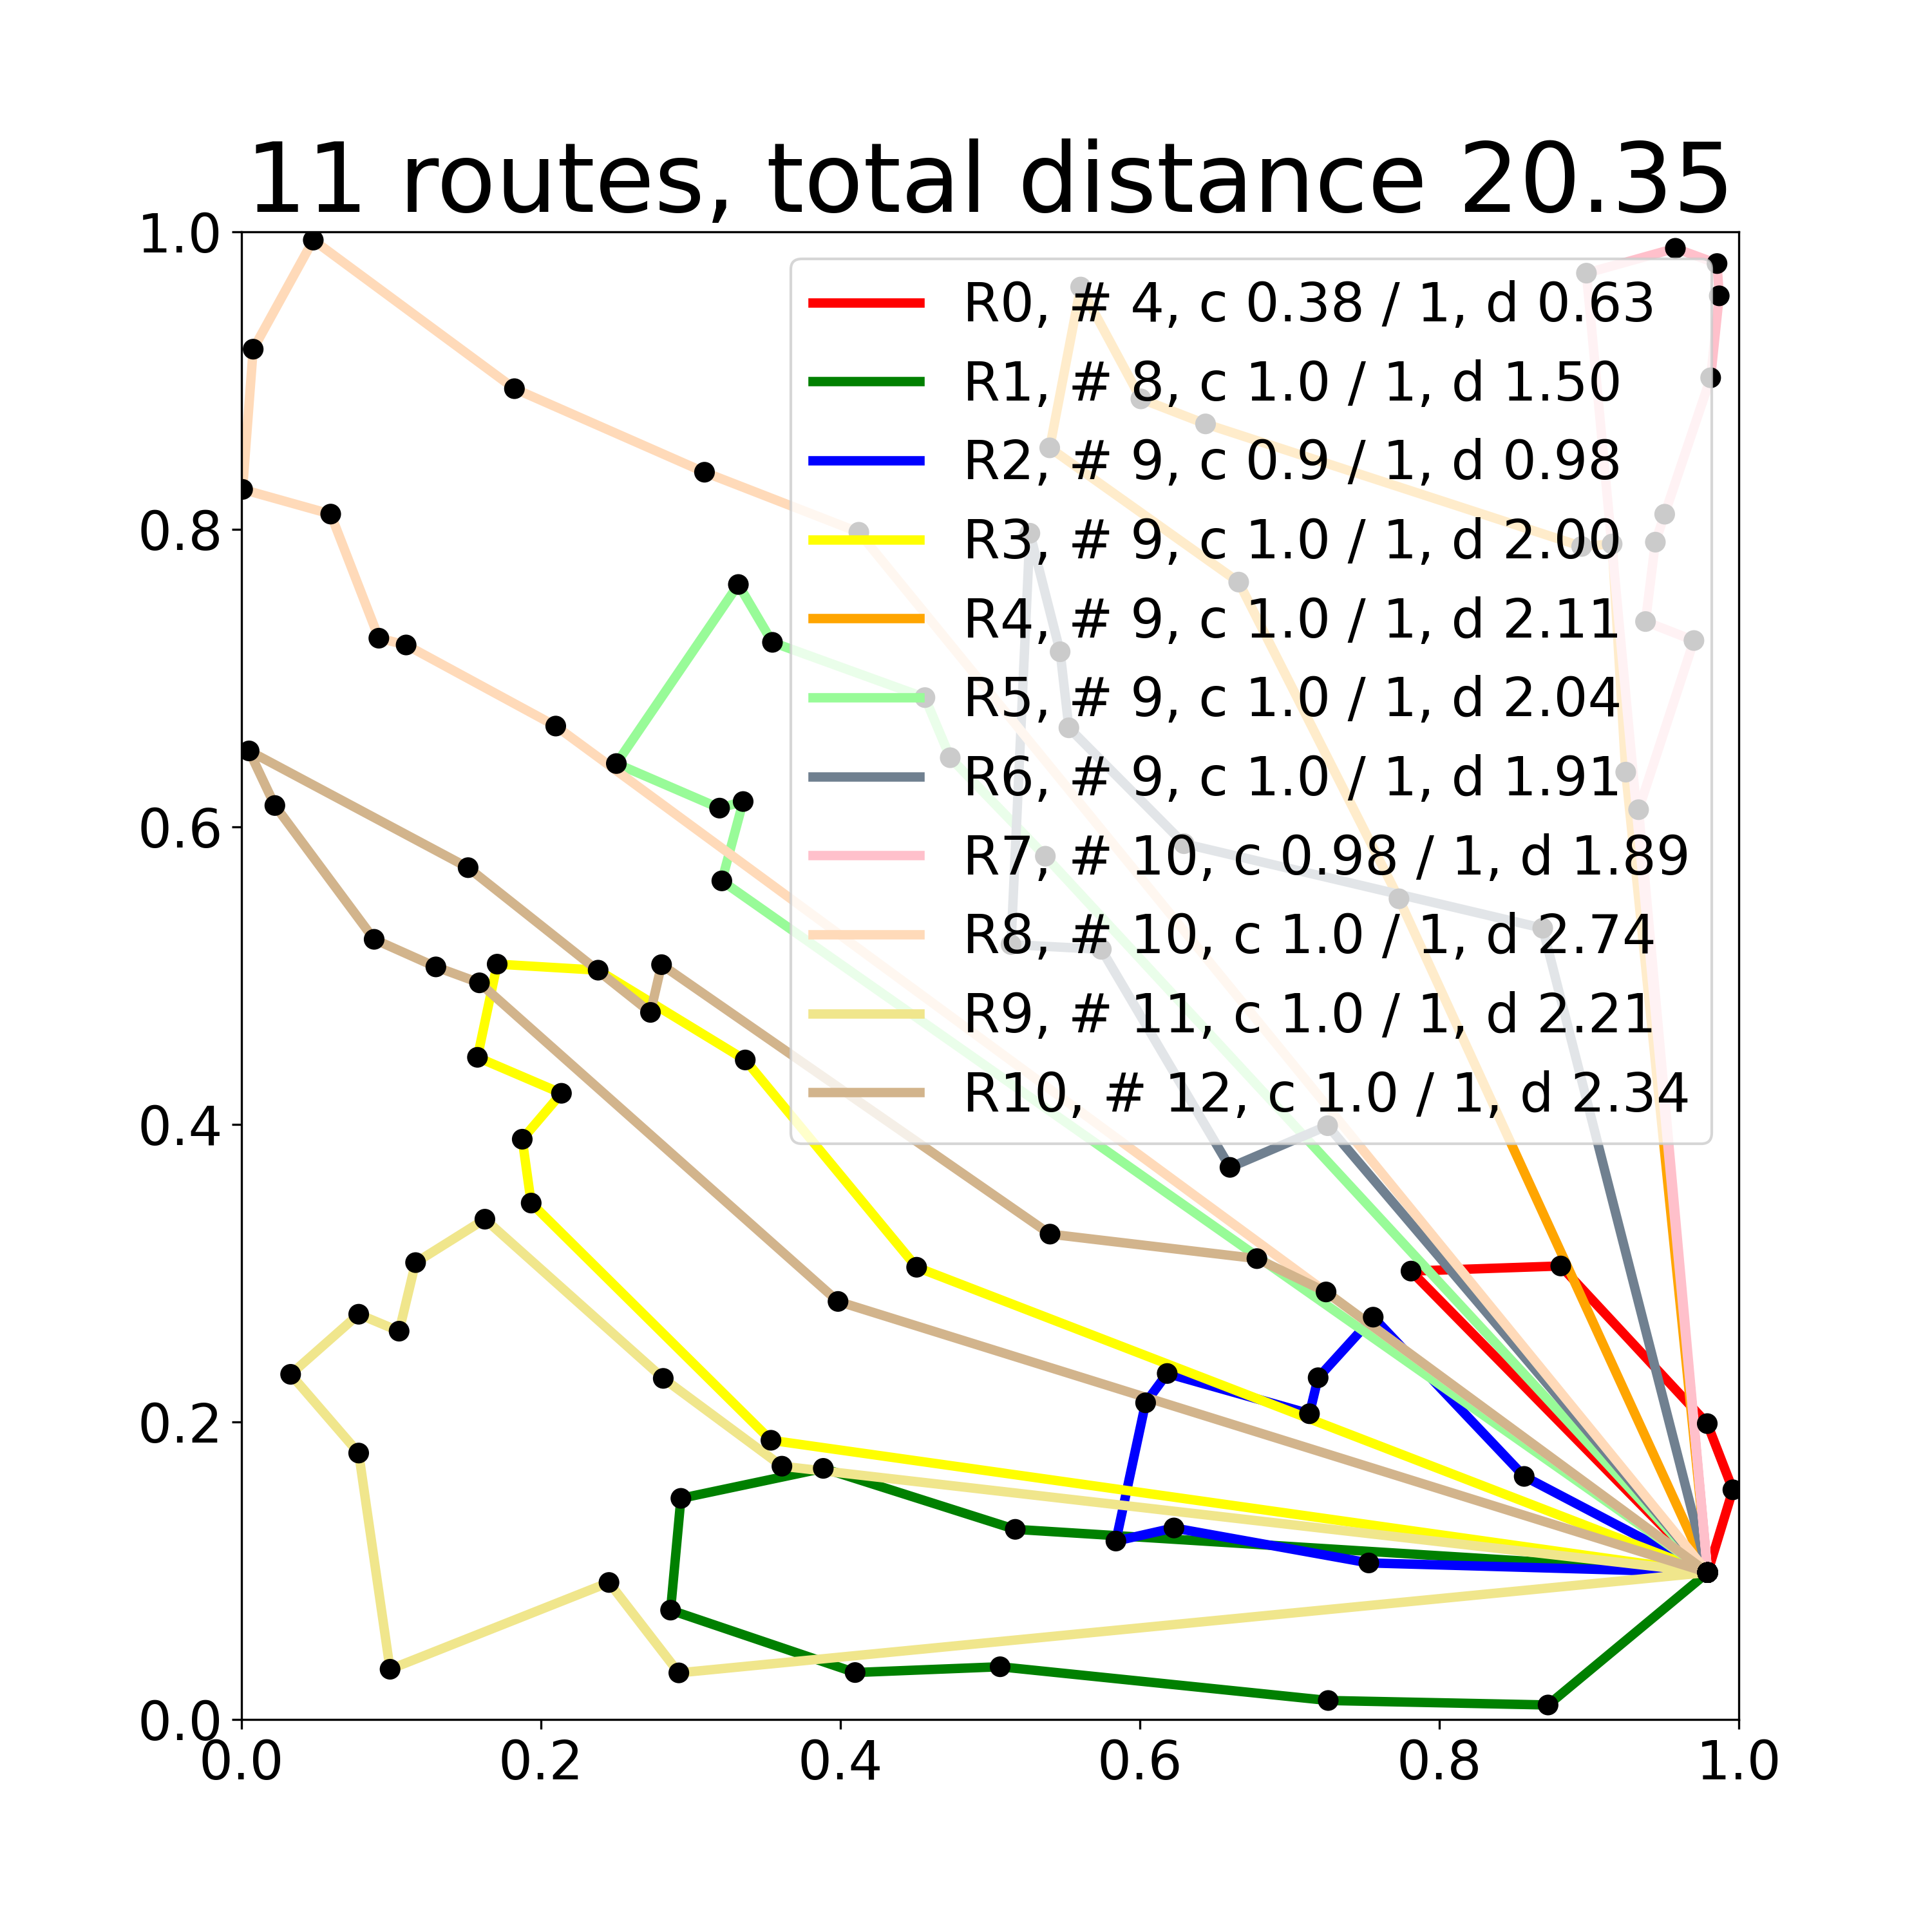 11 routes, total distance 20.35
1.0
0.8
0.6
0.4
0.2
0.0
R0, # 4, c 0.38 / 1, d 0.63
R1, # 8, c 1.0 / 1, d 1.50
R2, # 9, c 0.9 / 1, d 0.98
R3, # 9, c 1.0 / 1, d 2.00
R4, # 9, c 1.0 / 1, d 2.11
R5, # 9, c 1.0 / 1, d 2.04
R6, # 9, c 1.0 / 1, d 1.91
R7, # 10, c 0.98 / 1, d 1.89
R8, # 10, c 1.0 / 1, d 2.74
R9, # 11, c 1.0 / 1, d 2.21
R10, # 12, c 1.0 / 1, d 2.34
0.0 0.2 0.4 0.6 0.8 1.0